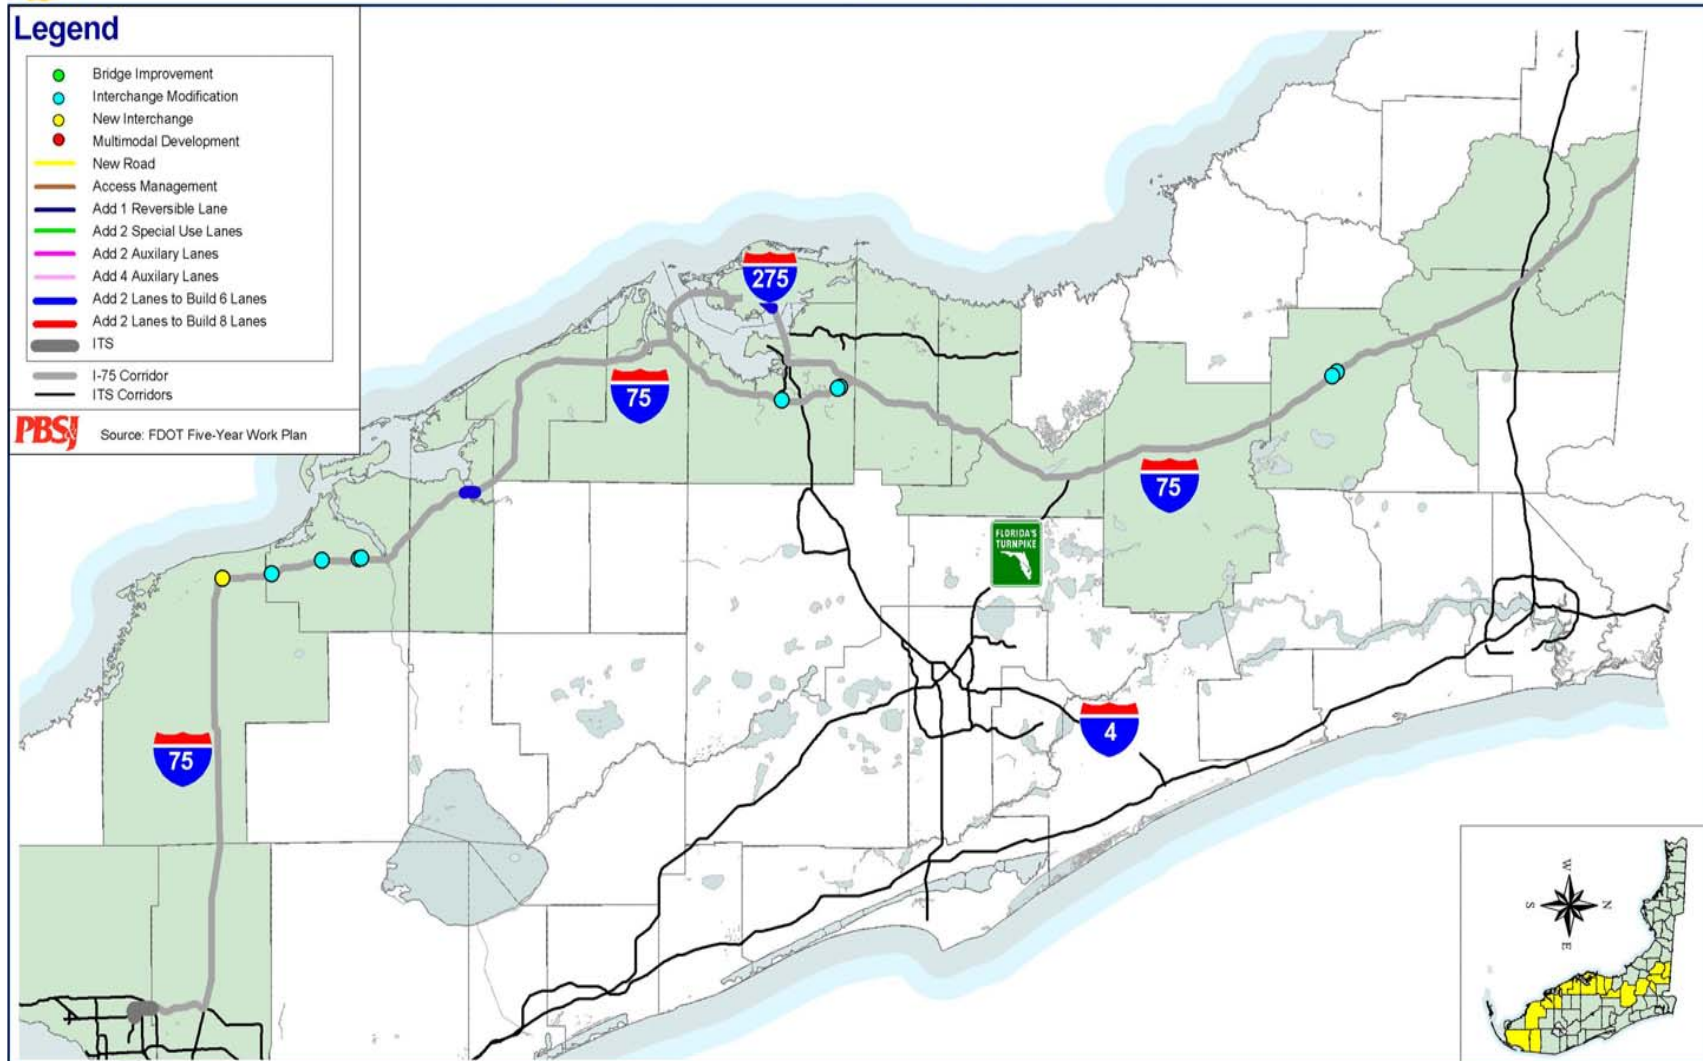 Legend
Bridge Improvement
Interchange Modification
New Interchange
Multimodal Development
New Road
Access Management
Add 1 Reversible Lane
Add 2 Special Use Lanes
Add 2 Auxilary Lanes
Add 4 Auxilary Lanes
Add 2 Lanes to Build 6 Lanes
Add 2 Lanes to Build 8 Lanes
ITS
I-75 Corridor
ITS Corridors
PBSJ
Source: FDOT Five-Year Work Plan
275
75
75
FLORIDA'S
TURNPIKE
4
75
W
S
N
E